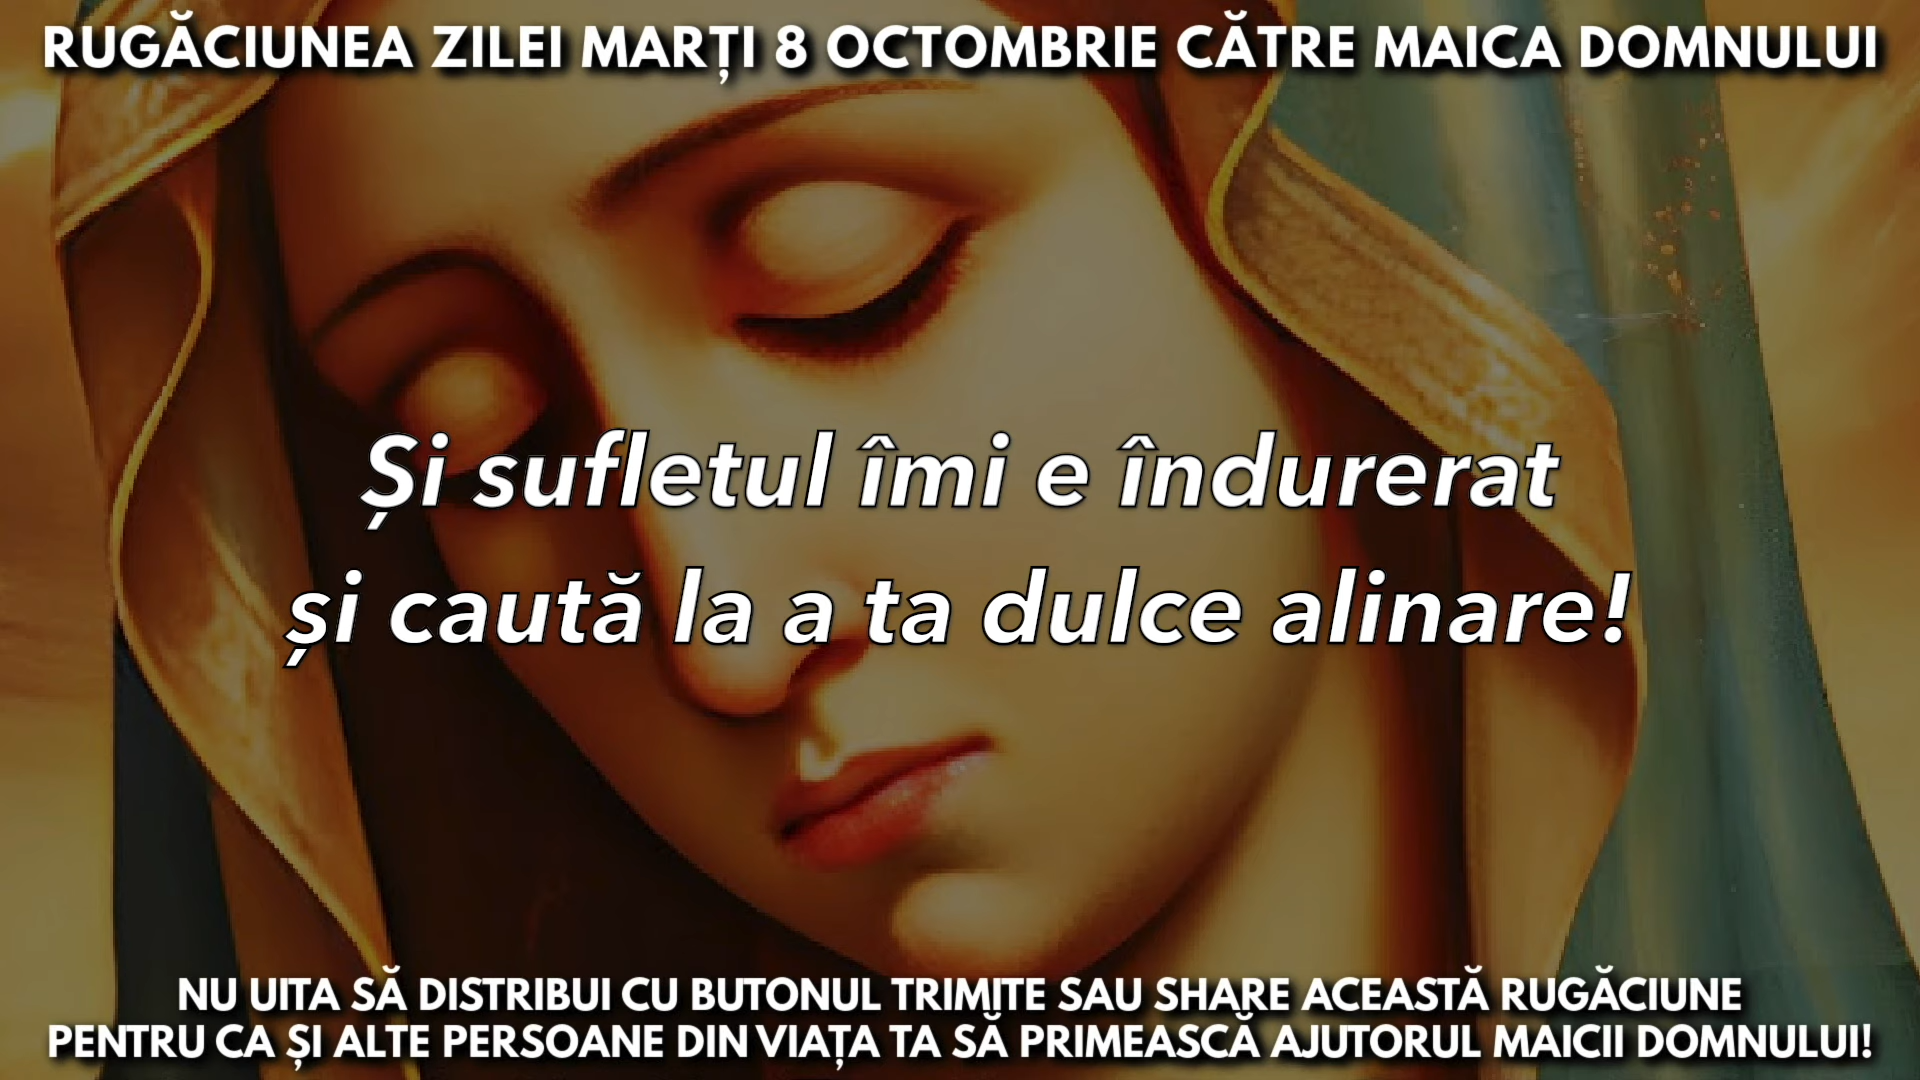 RUGĂCIUNEA ZILEI MARȚI 8 OCTOMBRIE CĂTRE MAICA DOMNULUI
Și sufletul îmi e îndurerat
și caută la a ta dulce alinare!
NU UITA SĂ DISTRIBUI CU BUTONUL TRIMITE SAU SHARE ACEASTĂ RUGĂCIUNE
PENTRU CA ȘI ALTE PERSOANE DIN VIAȚA TA SĂ PRIMEASCĂ AJUTORUL MAICII DOMNULUI!